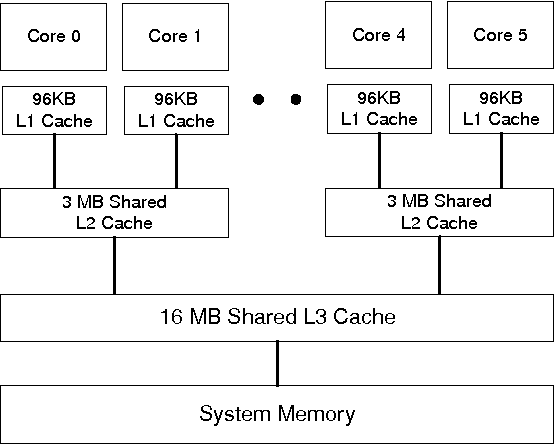 Core 0
Core 1
Core 4
Core 5
96KB
L1 Cache
96KB
L1 Cache
96KB
L1 Cache
96KB
L1 Cache
3 MB Shared
L2 Cache
3 MB Shared
L2 Cache
16 MB Shared L3 Cache
System Memory